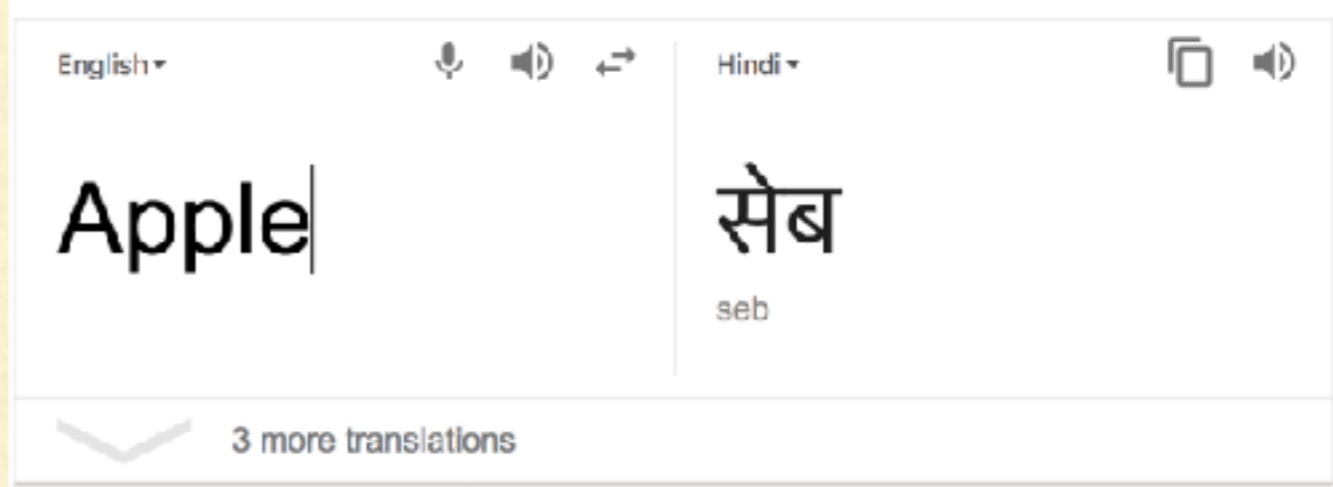 English
Hindi
Apple
सेब
seb
3 more translations